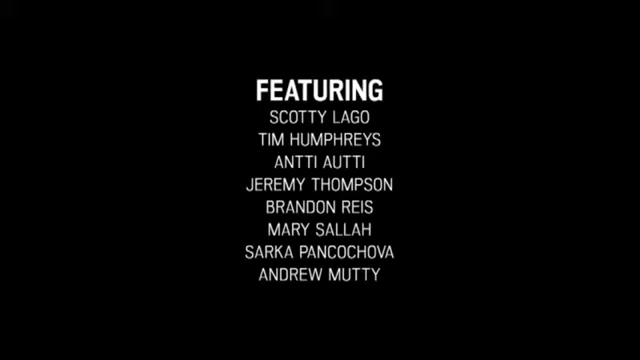 FEATURING
SCOTTY LAGO
TIM HUMPHREYS
ANTTI AUTTI
JEREMY THOMPSON
BRANDON REIS
MARY SALLAH
SARKA PANCOCHOVA
ANDREW MUTTY